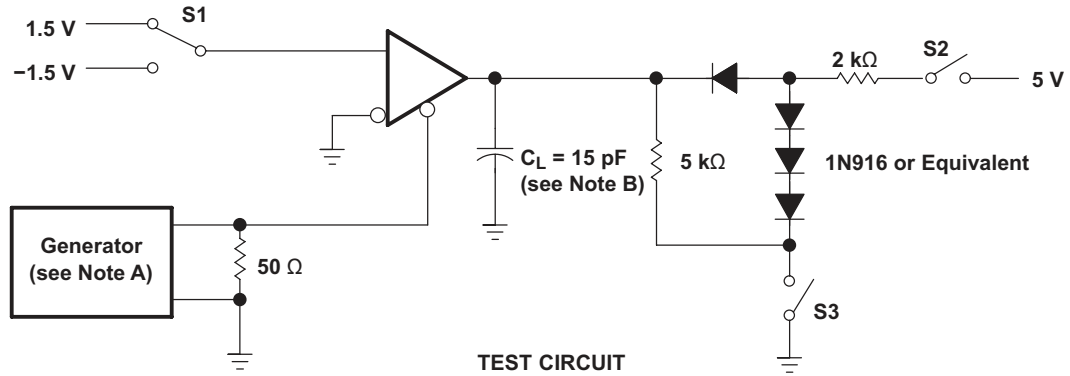 S1
1.5 V
−1.5 V
2 kΩ
S2
5 V
CL = 15 pF
(see Note B)
5 kΩ
1N916 or Equivalent
Generator
(see Note A)
50 Ω
S3
TEST CIRCUIT